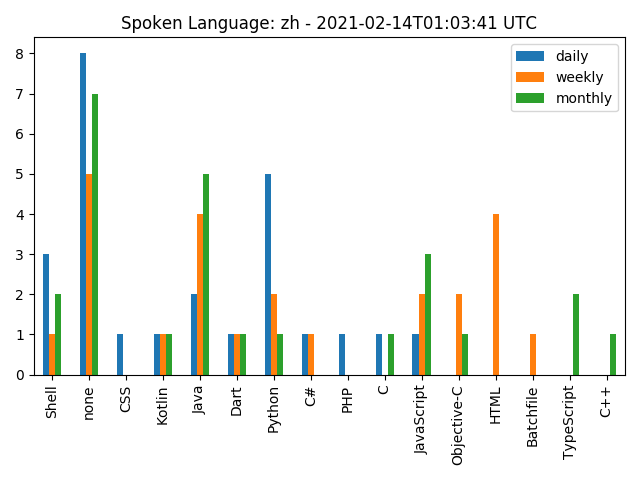 Spoken Language: zh - 2021-02-14T01:03:41 UTC
daily
weekly
monthly
8
7
6
5
4
3
2
1
0
Shell
none
CSS
Kotlin
Java
Dart
Python
C#
PHP
C
JavaScript
Objective-C
HTML
Batchfile
TypeScript
C++